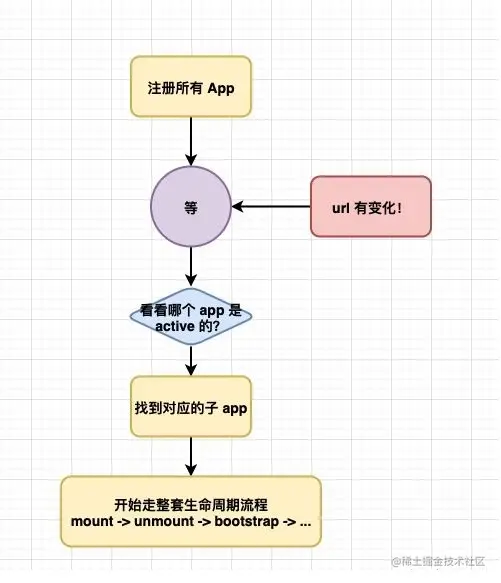 注册所有 App
等
url 有变化！
看看哪个 app 是
active 的？
找到对应的子 app
开始走整套生命周期流程
mount -> unmount -> bootstrap -> ...
@稀土掘金技术社区